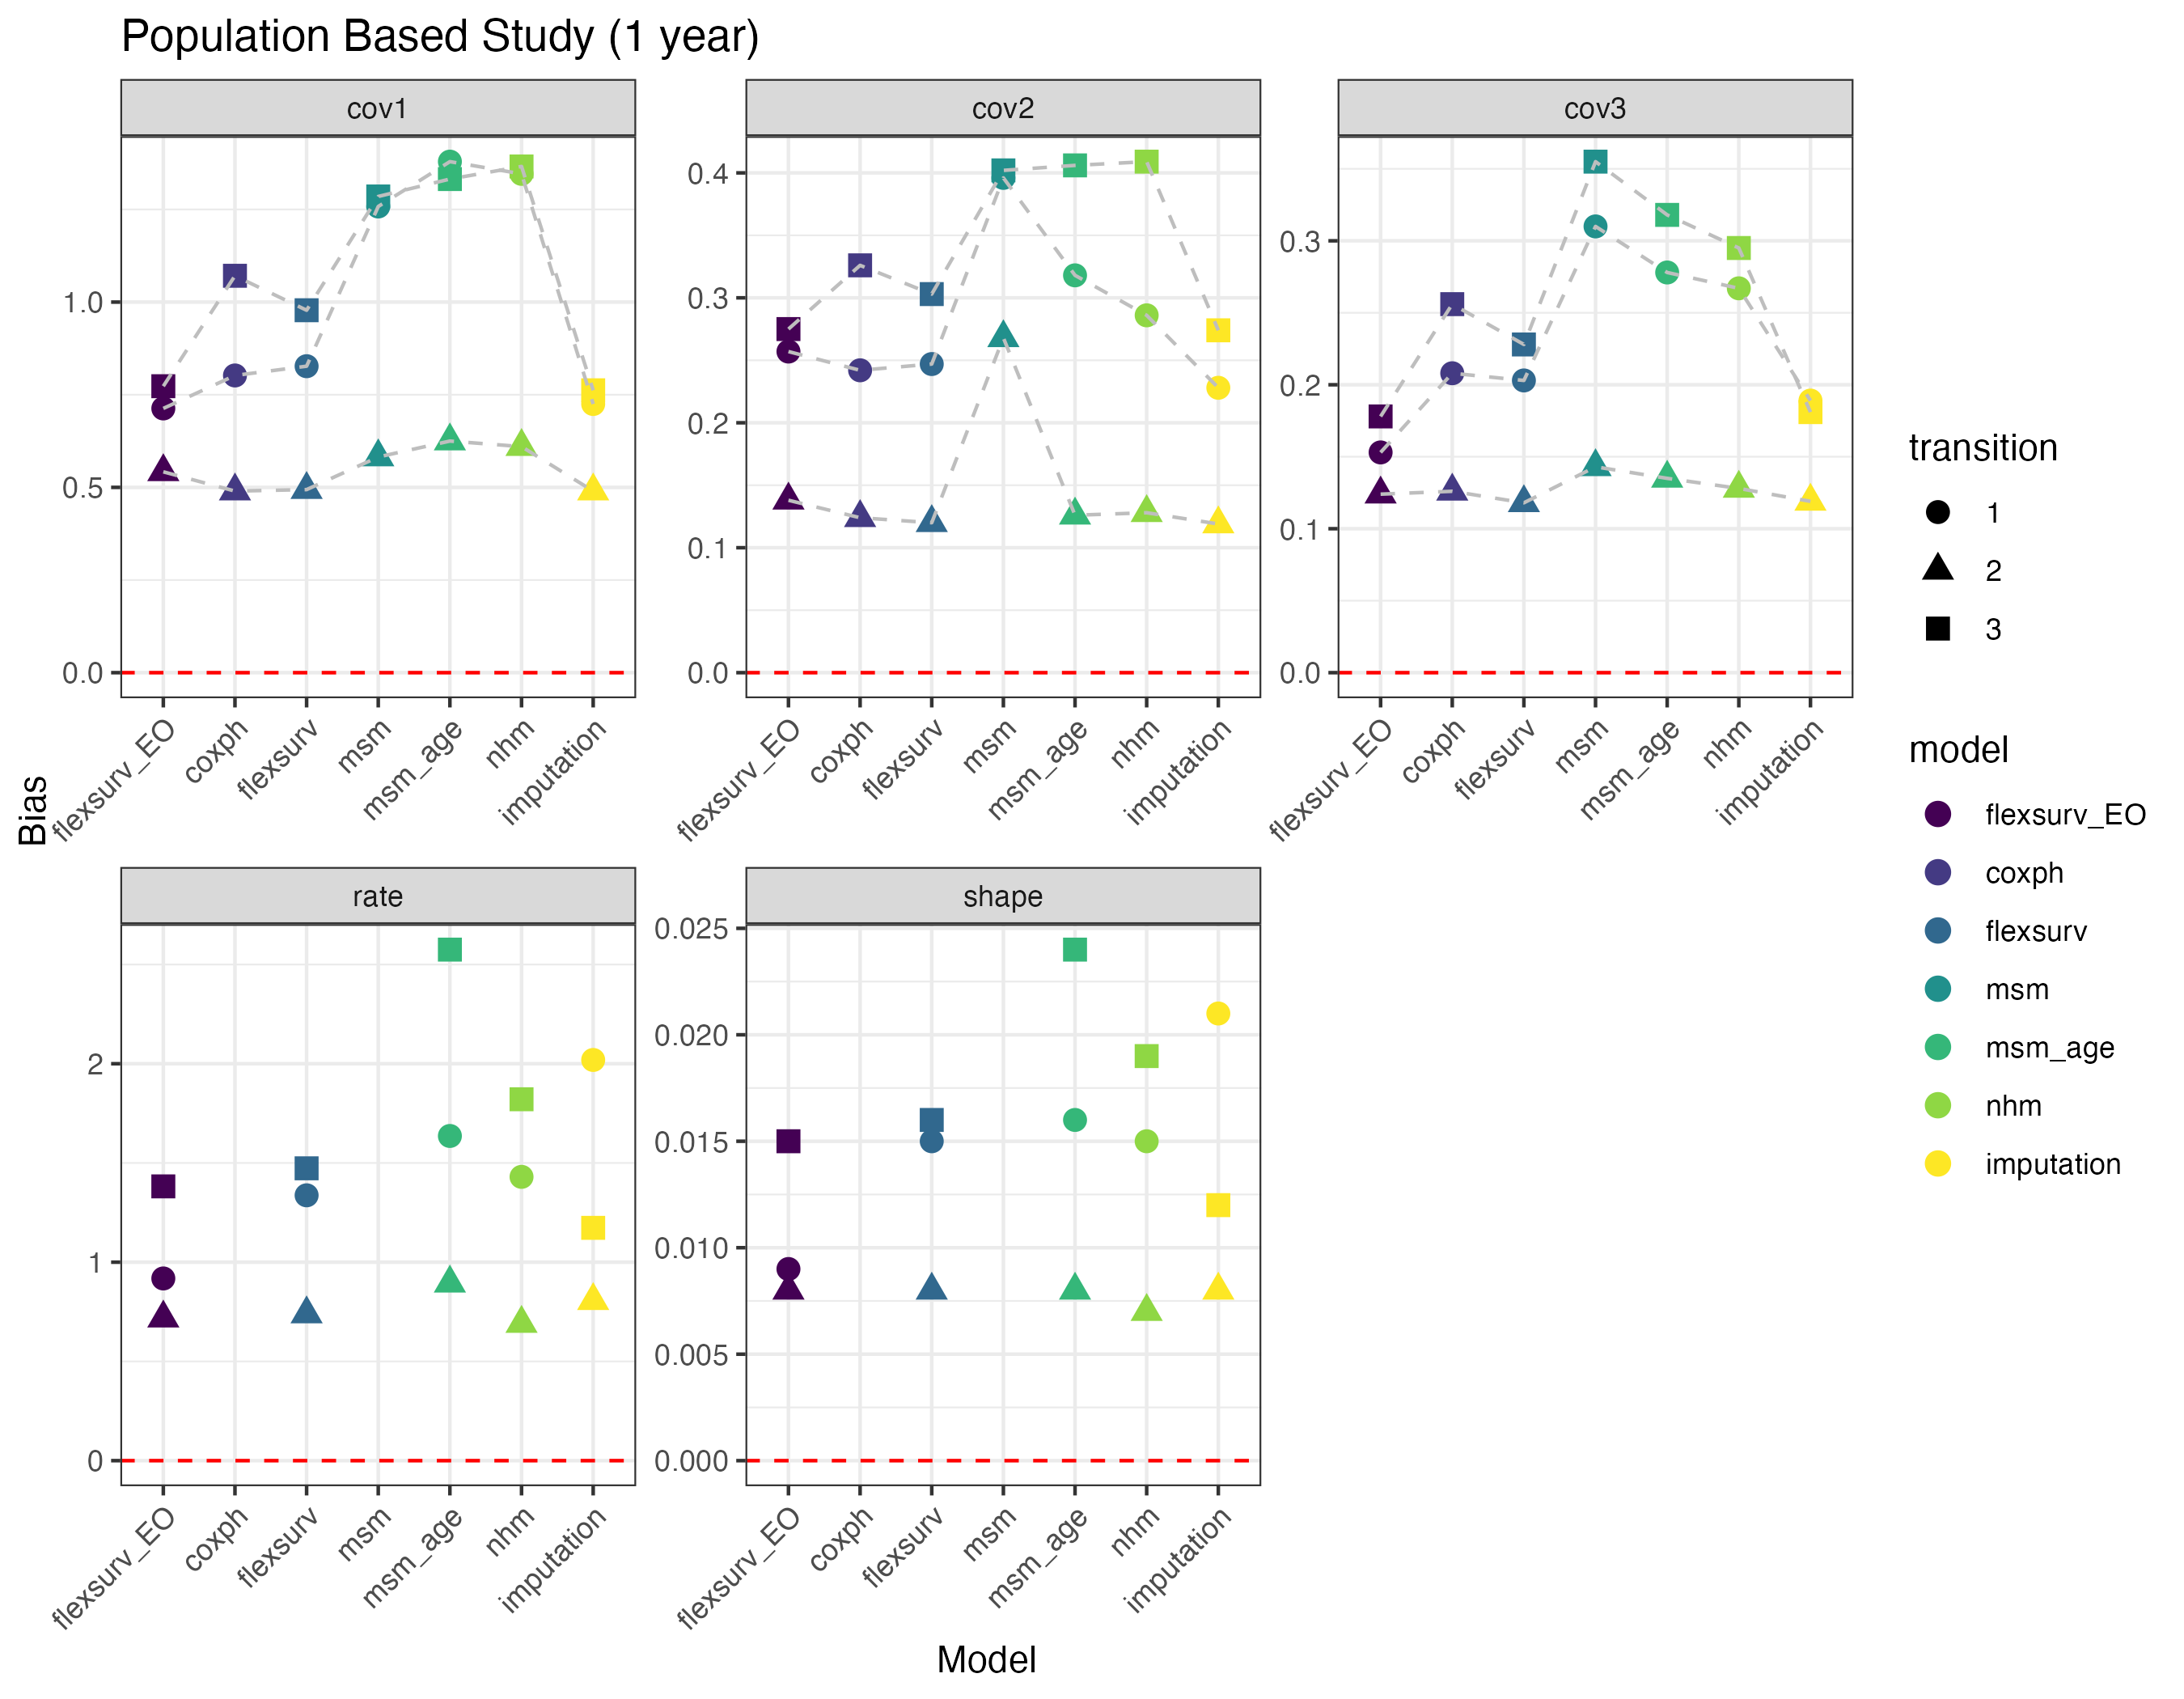 Population Based Study (1 year)
cov1
cov2
cov3
1.0
0.5
0.0
0.4
0.3
0.2
0.1
0.0
0.3
0.2
0.1
0.0
flexsurv_EO
coxph
flexsurv
msm
msm_age
nhm
imputation
flexsurv_EO
coxph
flexsurv
msm
msm_age
nhm
imputation
flexsurv_EO
coxph
flexsurv
msm
msm_age
nhm
imputation
Bias
rate
shape
2
1
0
0.025
0.020
0.015
0.010
0.005
0.000
flexsurv_EO
coxph
flexsurv
msm
msm_age
nhm
imputation
flexsurv_EO
coxph
flexsurv
msm
msm_age
nhm
imputation
Model
transition
1
2
3
model
flexsurv_EO
coxph
flexsurv
msm
msm_age
nhm
imputation